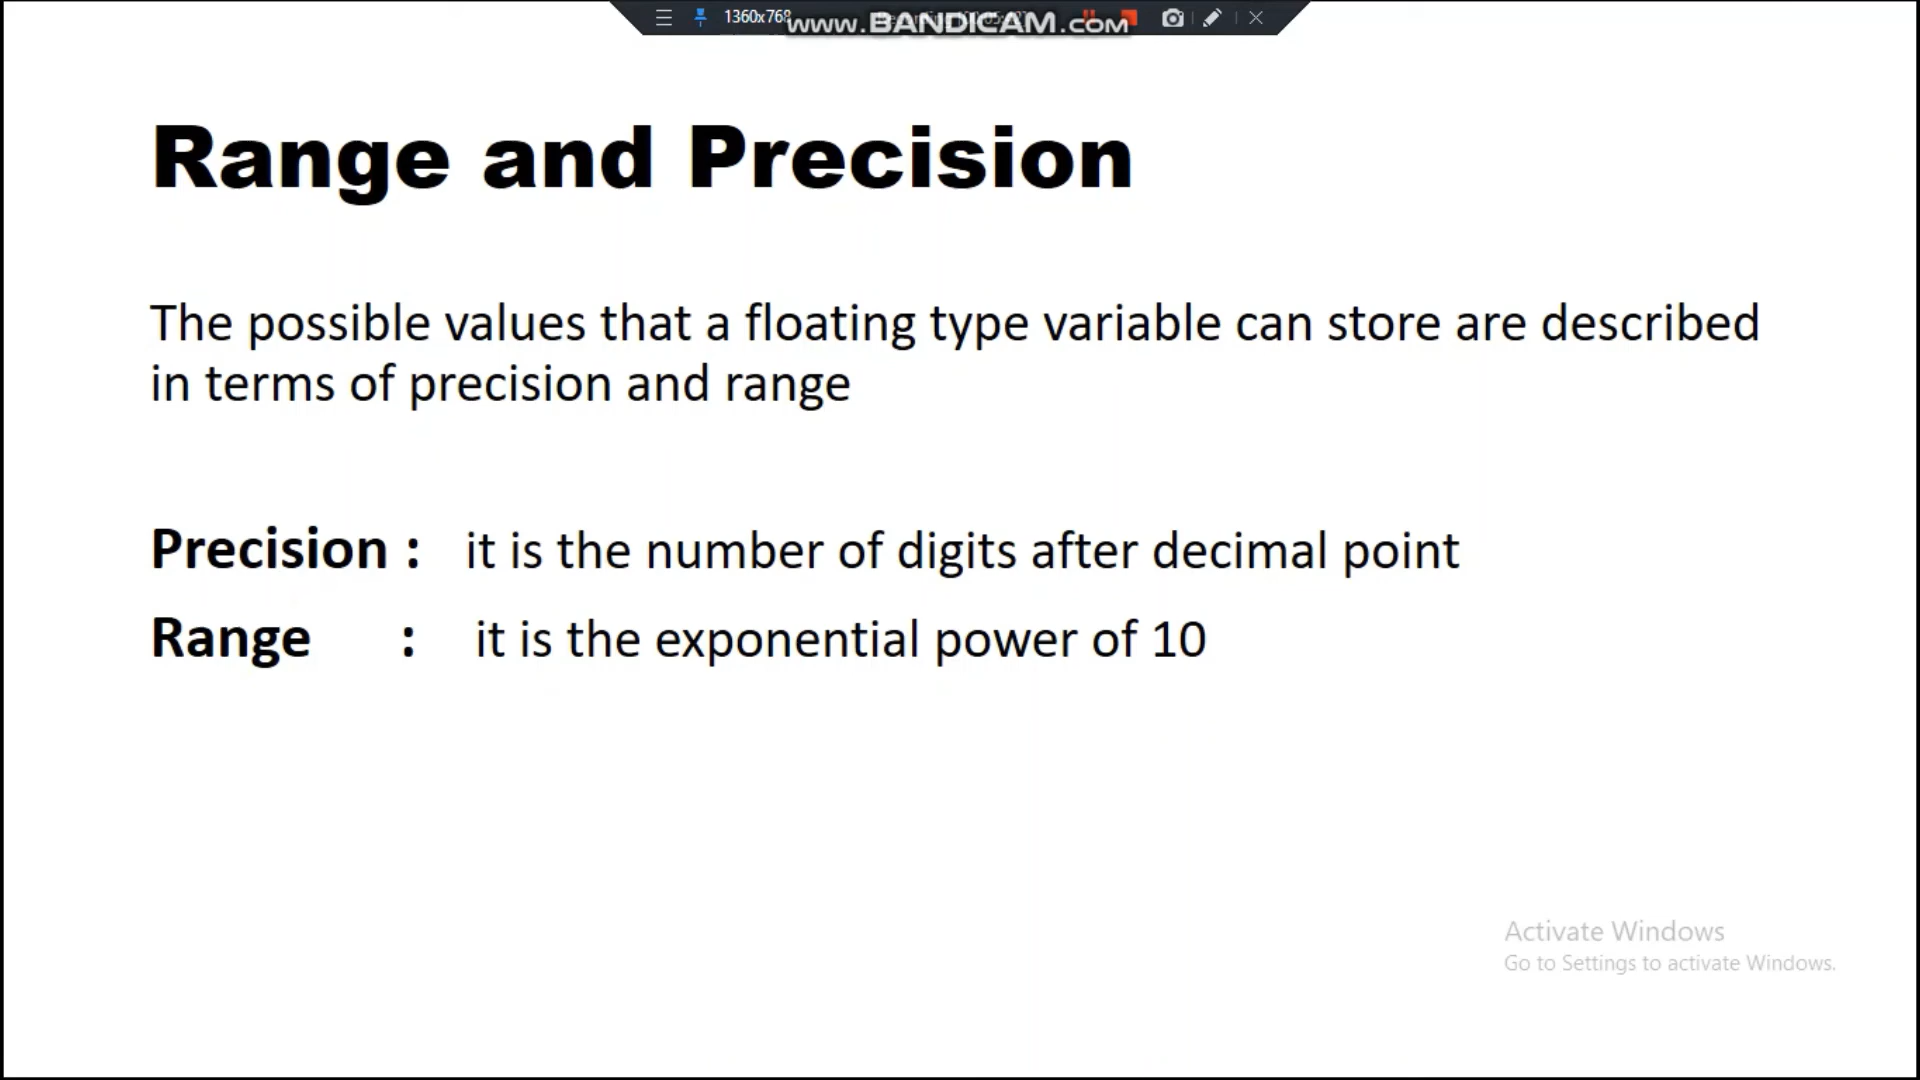 1360x768
www.BANDICAM.com
Range and Precision
The possible values that a floating type variable can store are described
in terms of precision and range
Precision : it is the number of digits after decimal point
Range : it is the exponential power of 10
Activate Windows
Go to Settings to activate Windows.